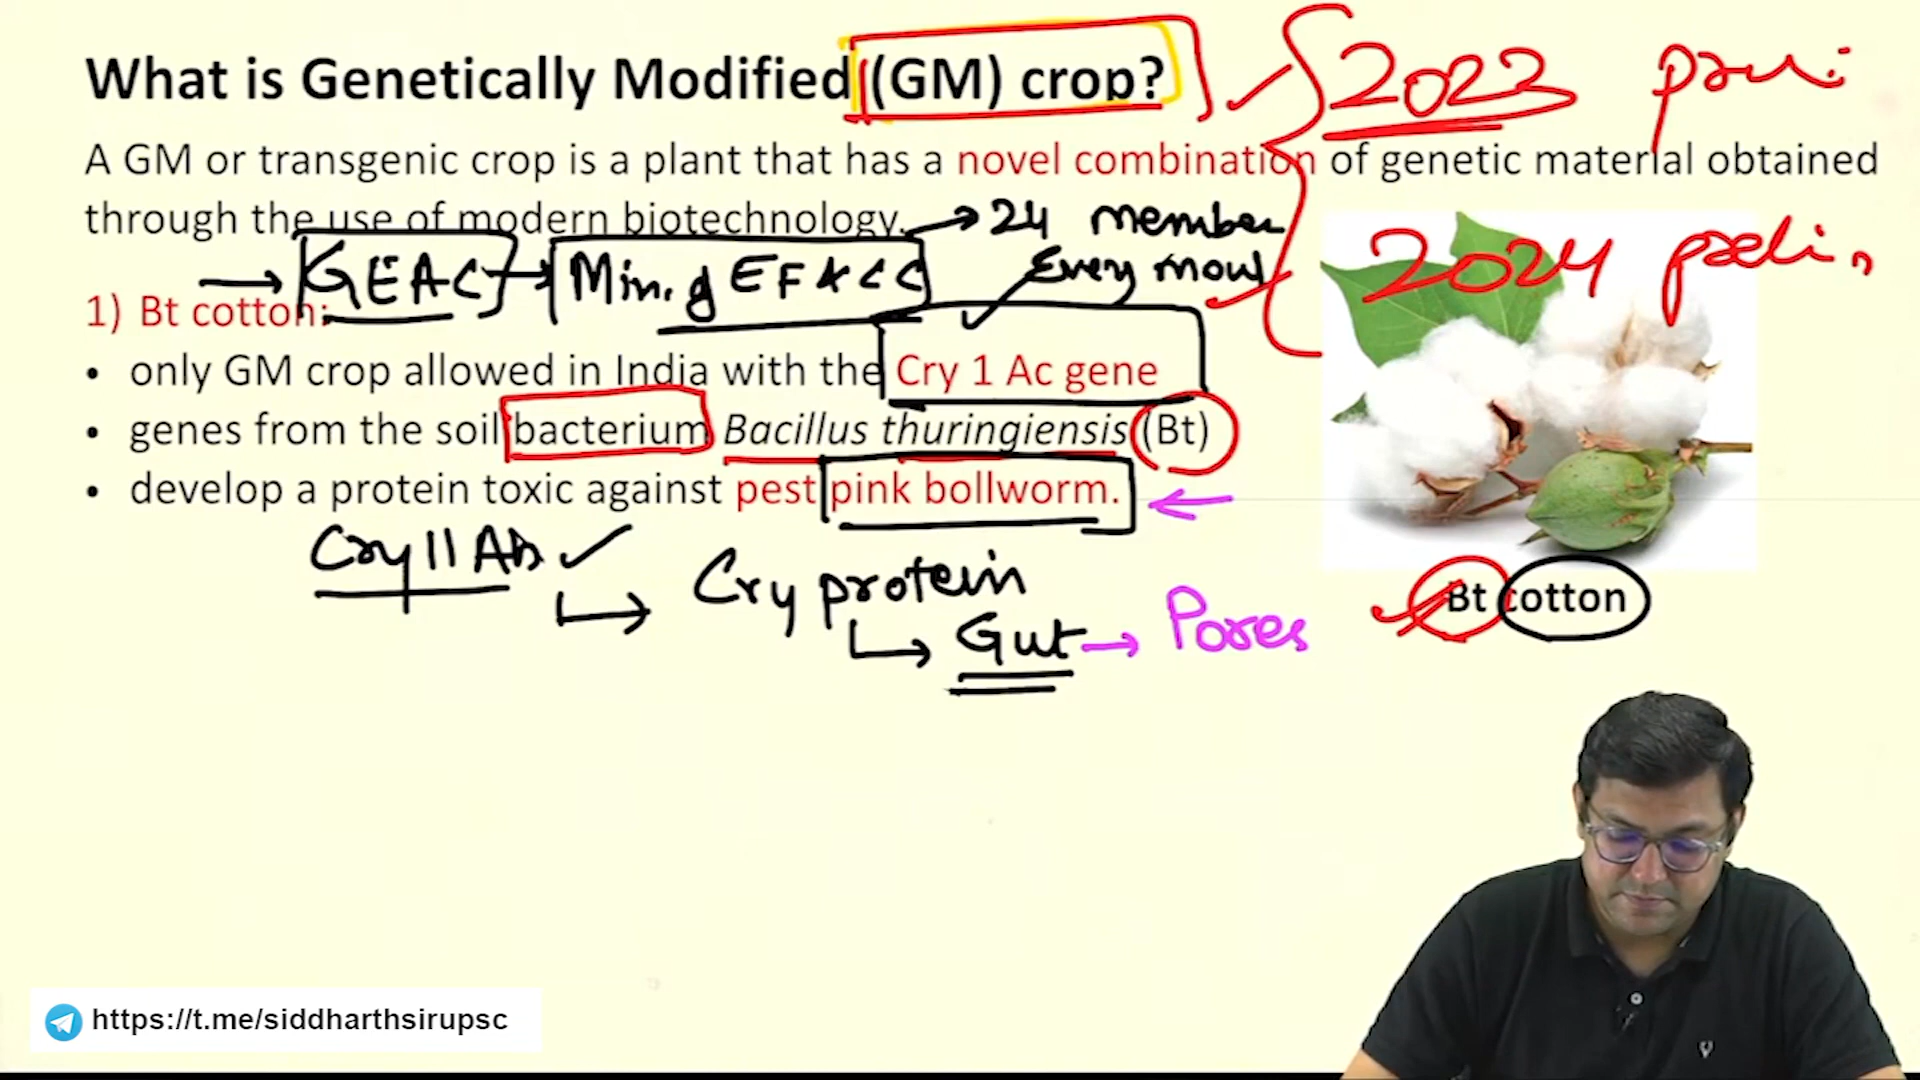 What is Genetically Modified (GM) crop? 2023
A GM or transgenic crop is a plant that has a novel combination of genetic material obtained
through the use of modern biotechnology. → 24 member
→ GEAC → Min. of EF & CC Every 2024
1) Bt cotton:
• only GM crop allowed in India with the Cry 1 Ac gene
• genes from the soil bacterium Bacillus thuringiensis (Bt)
• develop a protein toxic against pest pink bollworm.
Cry II Ab
Cry protein
Gut → Pores
Bt cotton
https://t.me/siddharthsirupsc